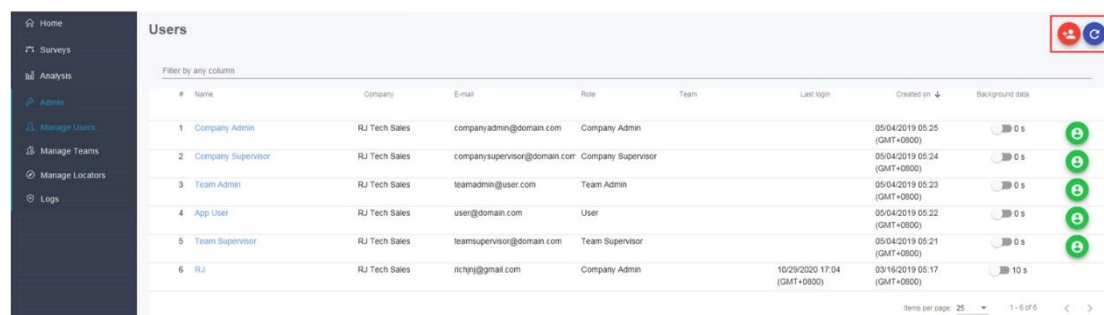 Home
Surveys
Analysis
Admin
Manage Users
Manage Teams
Manage Locators
Logs
Users
Filter by any column
# Name Company E-mail Role Team Last login Created on Background data
1 Company Admin RJ Tech Sales companyadmin@domain.com Company Admin 05/04/2019 05:25 0 s
(GMT+0800)
2 Company Supervisor RJ Tech Sales companysupervisor@domain.com Company Supervisor 05/04/2019 05:24 0 s
(GMT+0800)
3 Team Admin RJ Tech Sales teamadmin@user.com Team Admin 05/04/2019 05:23 0 s
(GMT+0800)
4 App User RJ Tech Sales user@domain.com User 05/04/2019 05:22 0 s
(GMT+0800)
5 Team Supervisor RJ Tech Sales teamsupervisor@domain.com Team Supervisor 05/04/2019 05:21 0 s
(GMT+0800)
6 RJ RJ Tech Sales richjnj@gmail.com Company Admin 10/29/2020 17:04 03/16/2019 05:17 10 s
(GMT+0800) (GMT+0800)
Items per page: 25 1 - 6 of 6